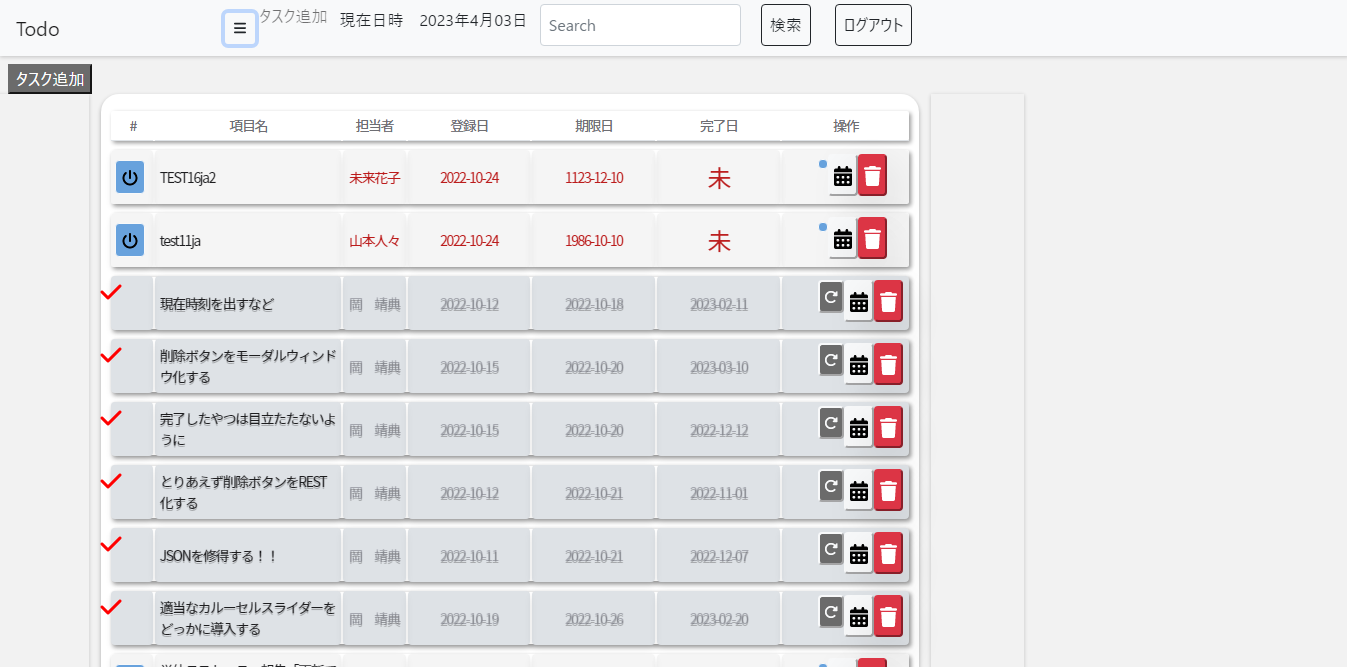 Todo
タスク追加 現在日時 2023年4月03日 Search 検索 ログアウト
タスク追加
# 項目名 担当者 登録日 期限日 完了日 操作
TEST16ja2 未来花子 2022-10-24 1123-12-10 未
test11ja 山本人々 2022-10-24 1986-10-10 未
現在時刻を出すなど 岡 靖典 2022-10-12 2022-10-18 2023-02-11
削除ボタンをモーダルウィンド
ウ化する 岡 靖典 2022-10-15 2022-10-20 2023-03-10
完了したやつは目立たたないよ
うに 岡 靖典 2022-10-15 2022-10-20 2022-12-12
とりあえず削除ボタンをREST
化する 岡 靖典 2022-10-12 2022-10-21 2022-11-01
JSONを修得する！！ 岡 靖典 2022-10-11 2022-10-21 2022-12-07
適当なカルーセルスライダーを
どっかに導入する 岡 靖典 2022-10-19 2022-10-26 2023-02-20